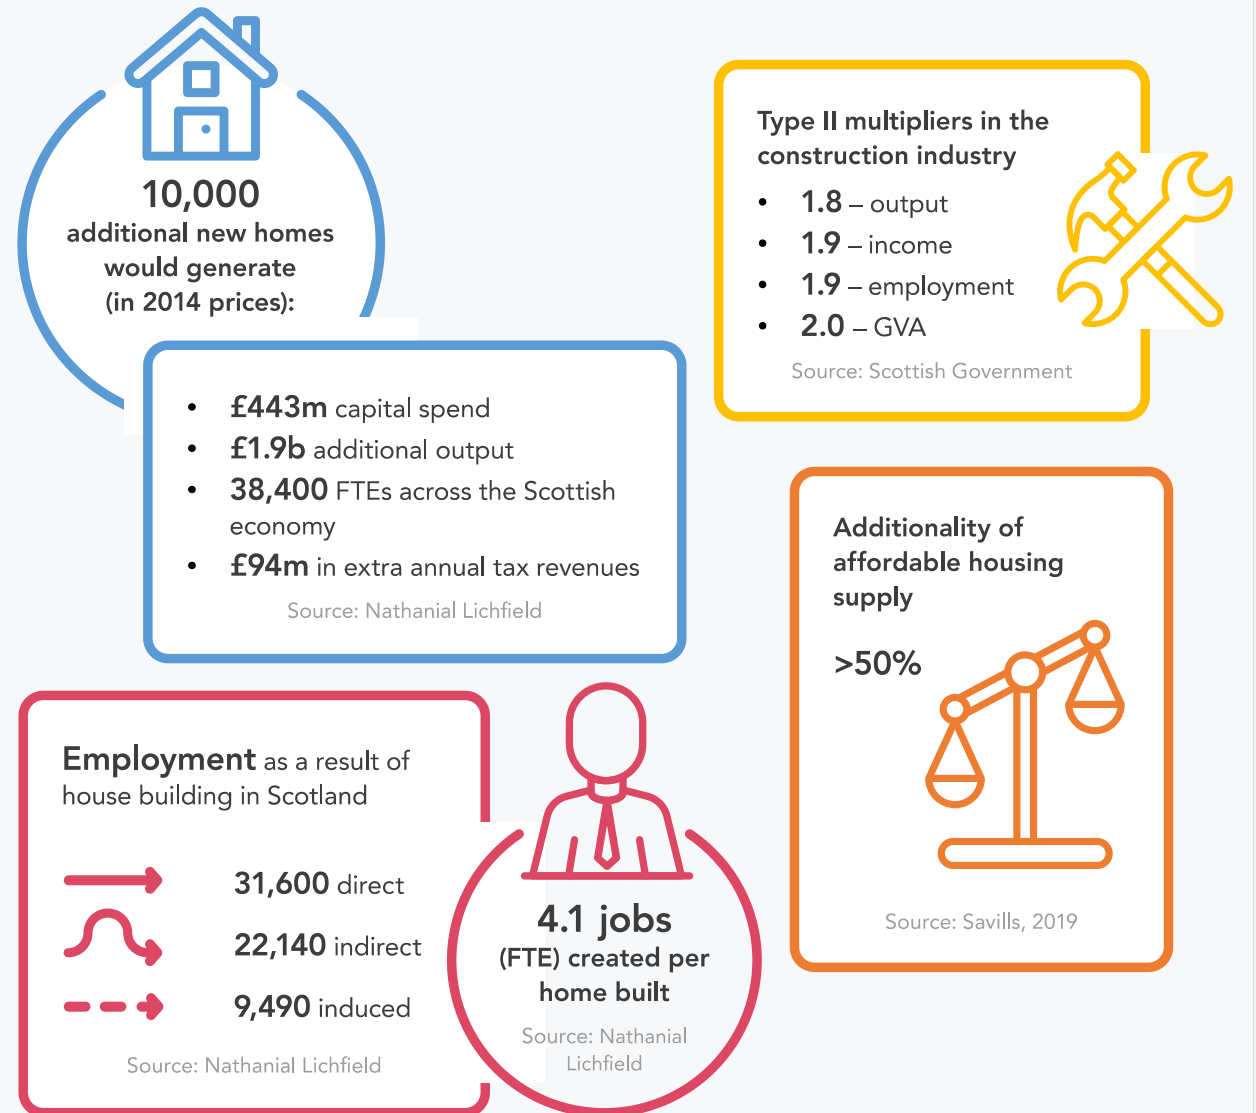 10,000
additional new homes
would generate
(in 2014 prices):
• £443m capital spend
• £1.9b additional output
• 38,400 FTEs across the Scottish
economy
• £94m in extra annual tax revenues
Source: Nathanial Lichfield
Type II multipliers in the
construction industry
• 1.8 – output
• 1.9 – income
• 1.9 – employment
• 2.0 – GVA
Source: Scottish Government
Additionality of
affordable housing
supply
>50%
Source: Savills, 2019
Employment as a result of
house building in Scotland
31,600 direct
22,140 indirect
9,490 induced
Source: Nathanial Lichfield
4.1 jobs
(FTE) created per
home built
Source: Nathanial
Lichfield